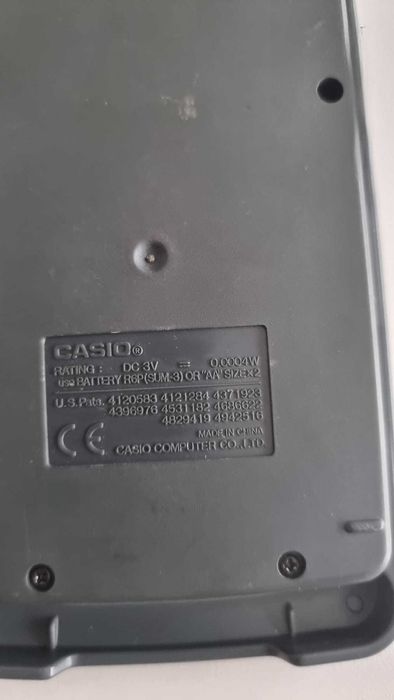 CASIO®
RATING : DC 3V ⎓ 0.0004W
use BATTERY R6P(SUM-3) OR "AA" SIZE×2
U.S.Pats. 4120583 4121284 4371923
4396976 4531182 4686622
4829419 4942516
MADE IN CHINA
CE CASIO COMPUTER CO.,LTD